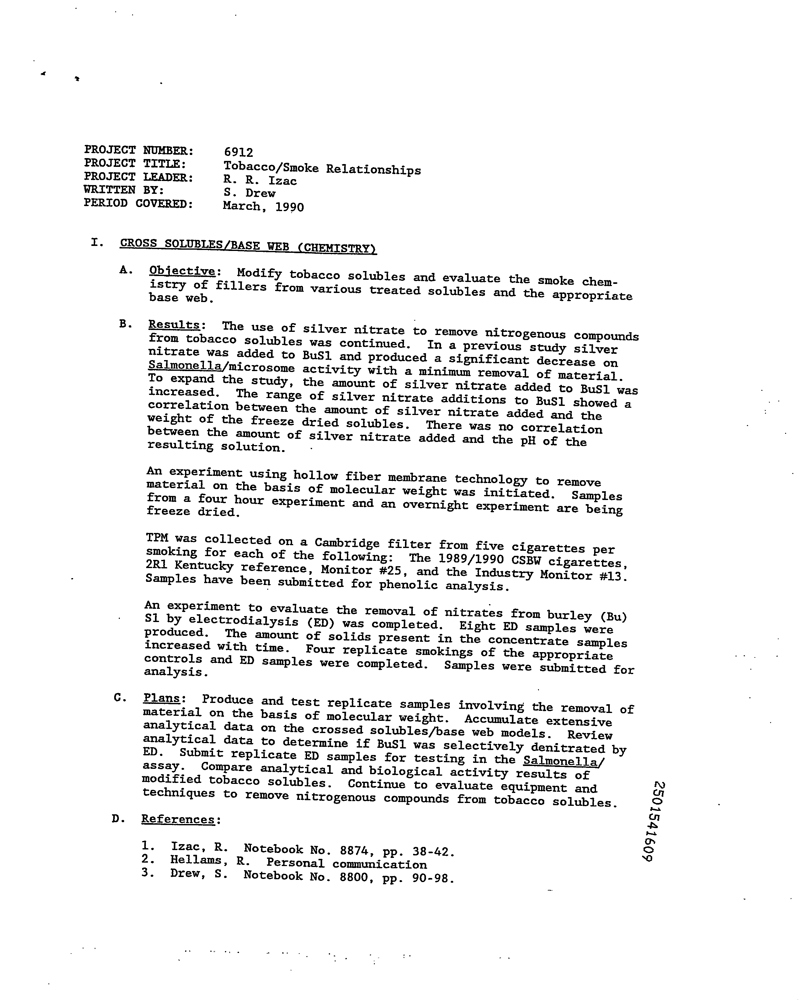 PROJECT NUMBER: 6912
PROJECT TITLE: Tobacco/Smoke Relationships
PROJECT LEADER: R. R. Izac
WRITTEN BY: S. Drew
PERIOD COVERED: March, 1990
I. CROSS SOLUBLES/BASE WEB (CHEMISTRY)
A. Objective: Modify tobacco solubles and evaluate the smoke chem-
istry of fillers from various treated solubles and the appropriate
base web.
B. Results: The use of silver nitrate to remove nitrogenous compounds
from tobacco solubles was continued. In a previous study silver
nitrate was added to BuS1 and produced a significant decrease on
Salmonella/microsome activity with a minimum removal of material.
To expand the study, the amount of silver nitrate added to BuS1 was
increased. The range of silver nitrate additions to BuS1 showed a
correlation between the amount of silver nitrate added and the
weight of the freeze dried solubles. There was no correlation
between the amount of silver nitrate added and the pH of the
resulting solution.
An experiment using hollow fiber membrane technology to remove
material on the basis of molecular weight was initiated. Samples
from a four hour experiment and an overnight experiment are being
freeze dried.
TPM was collected on a Cambridge filter from five cigarettes per
smoking for each of the following: The 1989/1990 CSBW cigarettes,
2R1 Kentucky reference, Monitor #25, and the Industry Monitor #13.
Samples have been submitted for phenolic analysis.
An experiment to evaluate the removal of nitrates from burley (Bu)
S1 by electrodialysis (ED) was completed. Eight ED samples were
produced. The amount of solids present in the concentrate samples
increased with time. Four replicate smokings of the appropriate
controls and ED samples were completed. Samples were submitted for
analysis.
C. Plans: Produce and test replicate samples involving the removal of
material on the basis of molecular weight. Accumulate extensive
analytical data on the crossed solubles/base web models. Review
analytical data to determine if BuS1 was selectively denitrated by
ED. Submit replicate ED samples for testing in the Salmonella/
assay. Compare analytical and biological activity results of
modified tobacco solubles. Continue to evaluate equipment and
techniques to remove nitrogenous compounds from tobacco solubles.
D. References:
1. Izac, R. Notebook No. 8874, pp. 38-42.
2. Hellams, R. Personal communication
3. Drew, S. Notebook No. 8800, pp. 90-98.
2501541609